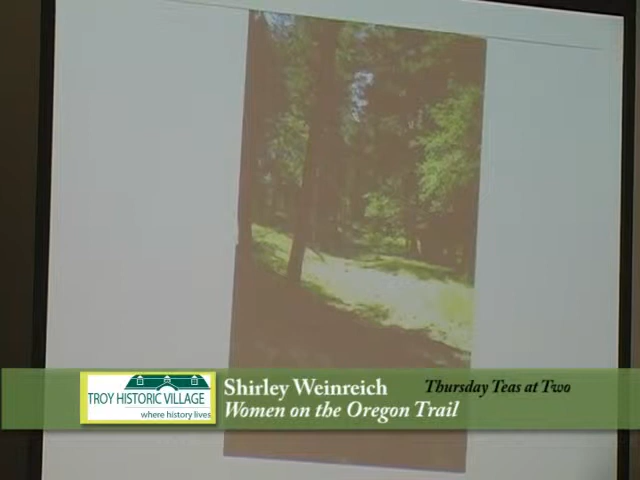 TROY HISTORIC VILLAGE
where history lives
Shirley Weinreich
Thursday Teas at Two
Women on the Oregon Trail